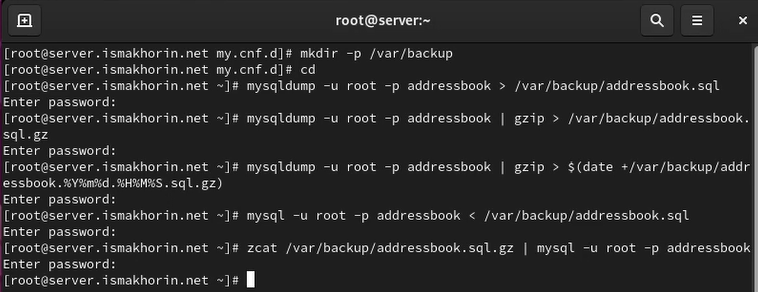 root@server:~
[root@server.ismakhorin.net my.cnf.d]# mkdir -p /var/backup
[root@server.ismakhorin.net my.cnf.d]# cd
[root@server.ismakhorin.net ~]# mysqldump -u root -p addressbook > /var/backup/addressbook.sql
Enter password:
[root@server.ismakhorin.net ~]# mysqldump -u root -p addressbook | gzip > /var/backup/addressbook.
sql.gz
Enter password:
[root@server.ismakhorin.net ~]# mysqldump -u root -p addressbook | gzip > $(date +/var/backup/addr
essbook.%Y%m%d.%H%M%S.sql.gz)
Enter password:
[root@server.ismakhorin.net ~]# mysql -u root -p addressbook < /var/backup/addressbook.sql
Enter password:
[root@server.ismakhorin.net ~]# zcat /var/backup/addressbook.sql.gz | mysql -u root -p addressbook
Enter password:
[root@server.ismakhorin.net ~]#